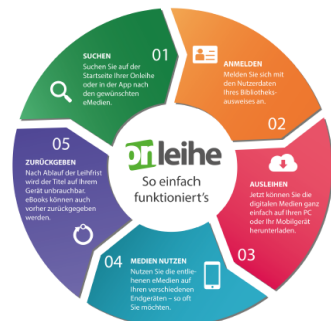 SUCHEN
01
Suchen Sie auf der
Startseite Ihrer Onleihe
oder in der App nach
den gewünschten
eMedien.
ANMELDEN
Melden Sie sich mit
den Nutzerdaten
Ihres Bibliotheks-
ausweises an.
02
AUSLEIHEN
Jetzt können Sie die
digitalen Medien ganz
einfach auf Ihren PC
oder Ihr Mobilgerät
herunterladen.
03
04
MEDIEN NUTZEN
Nutzen Sie die entlie-
henen eMedien auf
Ihren verschiedenen
Endgeräten – so oft
Sie möchten.
05
ZURÜCKGEBEN
Nach Ablauf der Leihfrist
wird der Titel auf Ihrem
Gerät unbrauchbar.
eBooks können auch
vorher zurückgegeben
werden.
onleihe
So einfach
funktioniert's